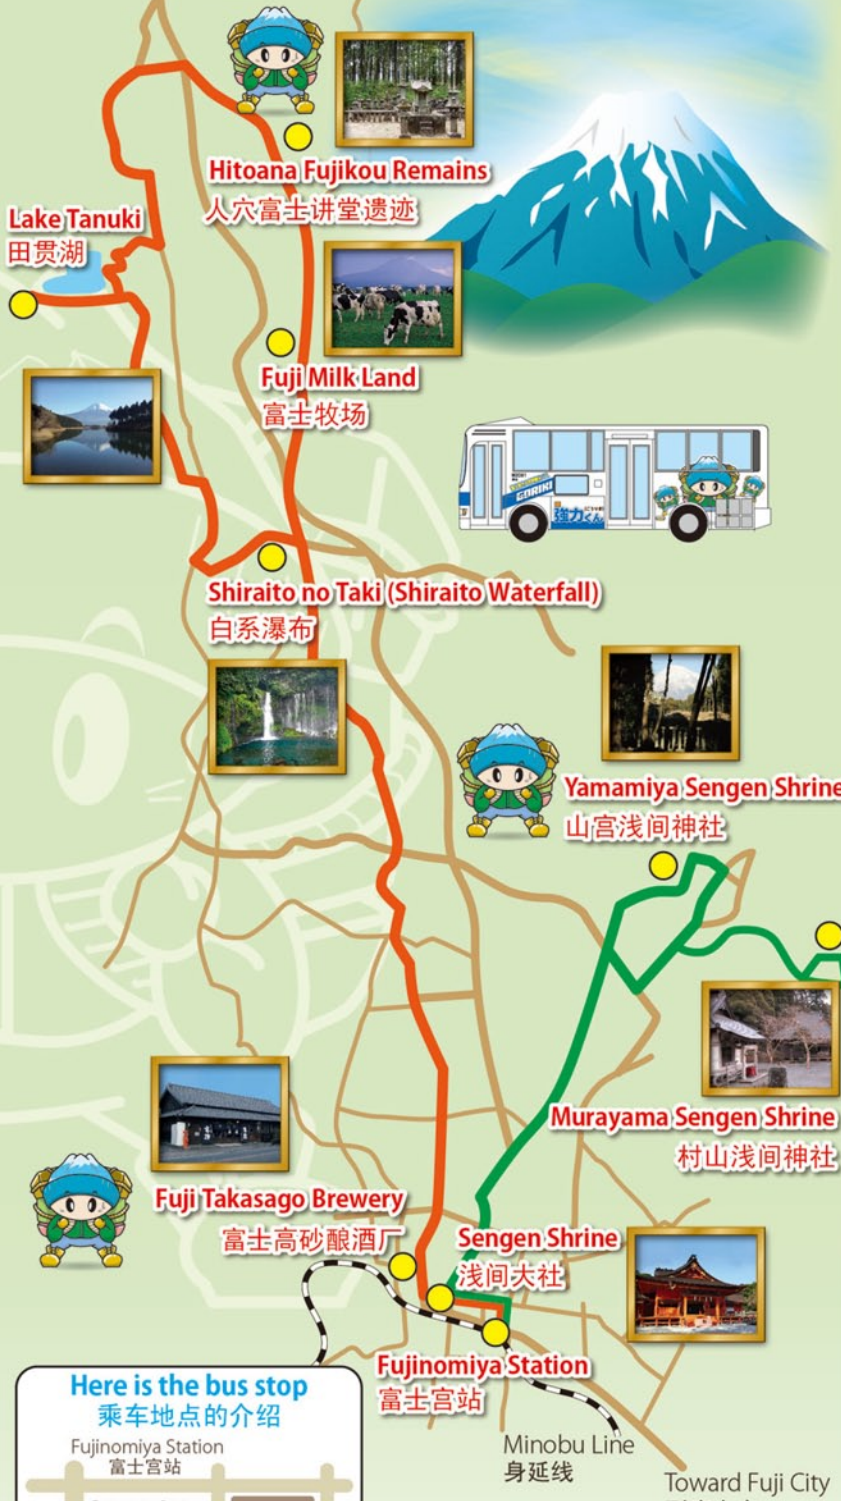 Hitoana Fujikou Remains
人穴富士讲堂遗迹
Lake Tanuki
田贯湖
Fuji Milk Land
富士牧场
GORIKI
強力くん
Shiraito no Taki (Shiraito Waterfall)
白系瀑布
Yamamiya Sengen Shrine
山宫浅间神社
Murayama Sengen Shrine
村山浅间神社
Fuji Takasago Brewery
富士高砂酿酒厂
Sengen Shrine
浅间大社
Fujinomiya Station
富士宫站
Here is the bus stop
乘车地点的介绍
Fujinomiya Station
富士宫站
Minobu Line
身延线
Toward Fuji City